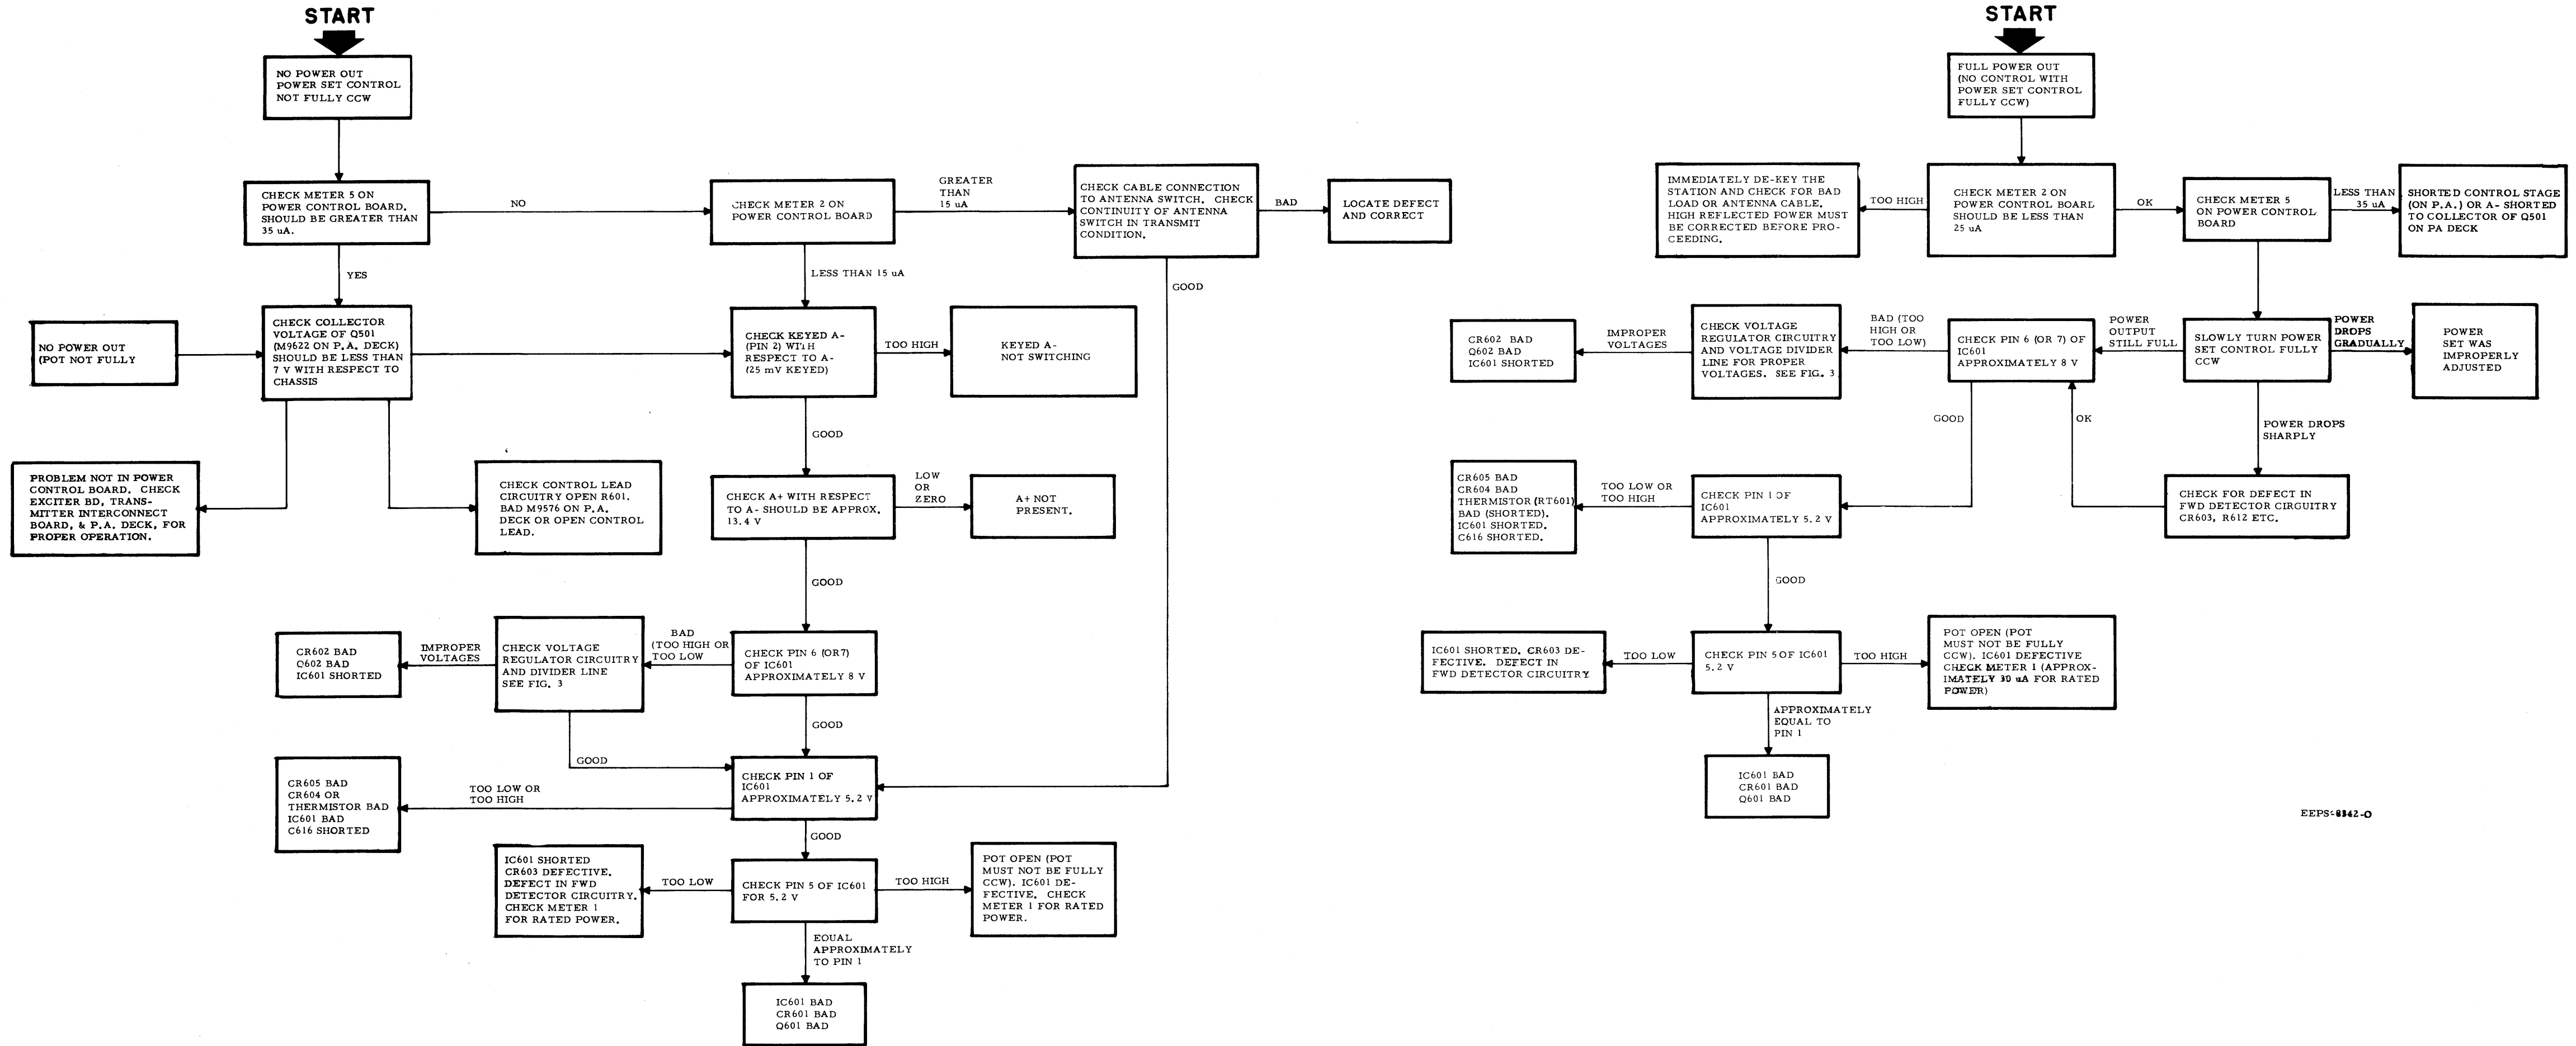 START
NO POWER OUT
POWER SET CONTROL
NOT FULLY CCW
CHECK METER 5 ON
POWER CONTROL BOARD.
SHOULD BE GREATER THAN
35 uA.
NO
CHECK METER 2 ON
POWER CONTROL BOARD
GREATER
THAN
15 uA
CHECK CABLE CONNECTION
TO ANTENNA SWITCH. CHECK
CONTINUITY OF ANTENNA
SWITCH IN TRANSMIT
CONDITION.
BAD
LOCATE DEFECT
AND CORRECT
YES
LESS THAN 15 uA
GOOD
NO POWER OUT
(POT NOT FULLY
CHECK COLLECTOR
VOLTAGE OF Q501
(M9622 ON P.A. DECK)
SHOULD BE LESS THAN
7 V WITH RESPECT TO
CHASSIS
CHECK KEYED A-
(PIN 2) WITH
RESPECT TO A-
(25 mV KEYED)
TOO HIGH
KEYED A-
NOT SWITCHING
GOOD
PROBLEM NOT IN POWER
CONTROL BOARD. CHECK
EXCITER BD, TRANS-
MITTER INTERCONNECT
BOARD, & P.A. DECK, FOR
PROPER OPERATION.
CHECK CONTROL LEAD
CIRCUITRY OPEN R601.
BAD M9576 ON P.A.
DECK OR OPEN CONTROL
LEAD.
CHECK A+ WITH RESPECT
TO A- SHOULD BE APPROX.
13.4 V
LOW
OR
ZERO
A+ NOT
PRESENT.
GOOD
CR602 BAD
Q602 BAD
IC601 SHORTED
IMPROPER
VOLTAGES
CHECK VOLTAGE
REGULATOR CIRCUITRY
AND DIVIDER LINE
SEE FIG. 3
BAD
(TOO HIGH OR
TOO LOW
CHECK PIN 6 (OR7)
OF IC601
APPROXIMATELY 8 V
GOOD
GOOD
CR605 BAD
CR604 OR
THERMISTOR BAD
IC601 BAD
C616 SHORTED
TOO LOW OR
TOO HIGH
CHECK PIN 1 OF
IC601
APPROXIMATELY 5.2 V
GOOD
IC601 SHORTED
CR603 DEFECTIVE.
DEFECT IN FWD
DETECTOR CIRCUITRY.
CHECK METER 1
FOR RATED POWER.
TOO LOW
CHECK PIN 5 OF IC601
FOR 5.2 V
TOO HIGH
POT OPEN (POT
MUST NOT BE FULLY
CCW). IC601 DE-
FECTIVE. CHECK
METER 1 FOR RATED
POWER.
EQUAL
APPROXIMATELY
TO PIN 1
IC601 BAD
CR601 BAD
Q601 BAD
START
FULL POWER OUT
(NO CONTROL WITH
POWER SET CONTROL
FULLY CCW)
IMMEDIATELY DE-KEY THE
STATION AND CHECK FOR BAD
LOAD OR ANTENNA CABLE.
HIGH REFLECTED POWER MUST
BE CORRECTED BEFORE PRO-
CEEDING.
TOO HIGH
CHECK METER 2 ON
POWER CONTROL BOARD
SHOULD BE LESS THAN
25 uA
OK
CHECK METER 5
ON POWER CONTROL
BOARD
LESS THAN
35 uA
SHORTED CONTROL STAGE
(ON P.A.) OR A- SHORTED
TO COLLECTOR OF Q501
ON PA DECK
CR602 BAD
Q602 BAD
IC601 SHORTED
IMPROPER
VOLTAGES
CHECK VOLTAGE
REGULATOR CIRCUITRY
AND VOLTAGE DIVIDER
LINE FOR PROPER
VOLTAGES. SEE FIG. 3
BAD (TOO
HIGH OR
TOO LOW)
CHECK PIN 6 (OR 7) OF
IC601
APPROXIMATELY 8 V
POWER
OUTPUT
STILL FULL
SLOWLY TURN POWER
SET CONTROL FULLY
CCW
POWER
DROPS
GRADUALLY
POWER
SET WAS
IMPROPERLY
ADJUSTED
GOOD
OK
POWER DROPS
SHARPLY
CR605 BAD
CR604 BAD
THERMISTOR (RT601)
BAD (SHORTED).
IC601 SHORTED.
C616 SHORTED.
TOO LOW OR
TOO HIGH
CHECK PIN 1 OF
IC601
APPROXIMATELY 5.2 V
CHECK FOR DEFECT IN
FWD DETECTOR CIRGUITRY
CR603, R612 ETC.
GOOD
IC601 SHORTED. CR603 DE-
FECTIVE. DEFECT IN
FWD DETECTOR CIRCUITRY
TOO LOW
CHECK PIN 5 OF IC601
5.2 V
TOO HIGH
POT OPEN (POT
MUST NOT BE FULLY
CCW). IC601 DEFECTIVE
CHECK METER 1 (APPROX-
IMATELY 30 uA FOR RATED
POWER)
APPROXIMATELY
EQUAL TO
PIN 1
IC601 BAD
CR601 BAD
Q601 BAD